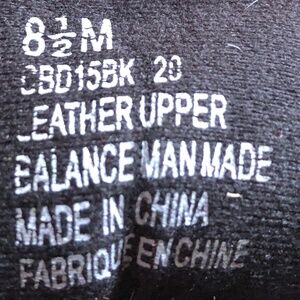 8½M
CBD15BK 20
LEATHER UPPER
BALANCE MAN MADE
MADE IN CHINA
FABRIQUE EN CHINE